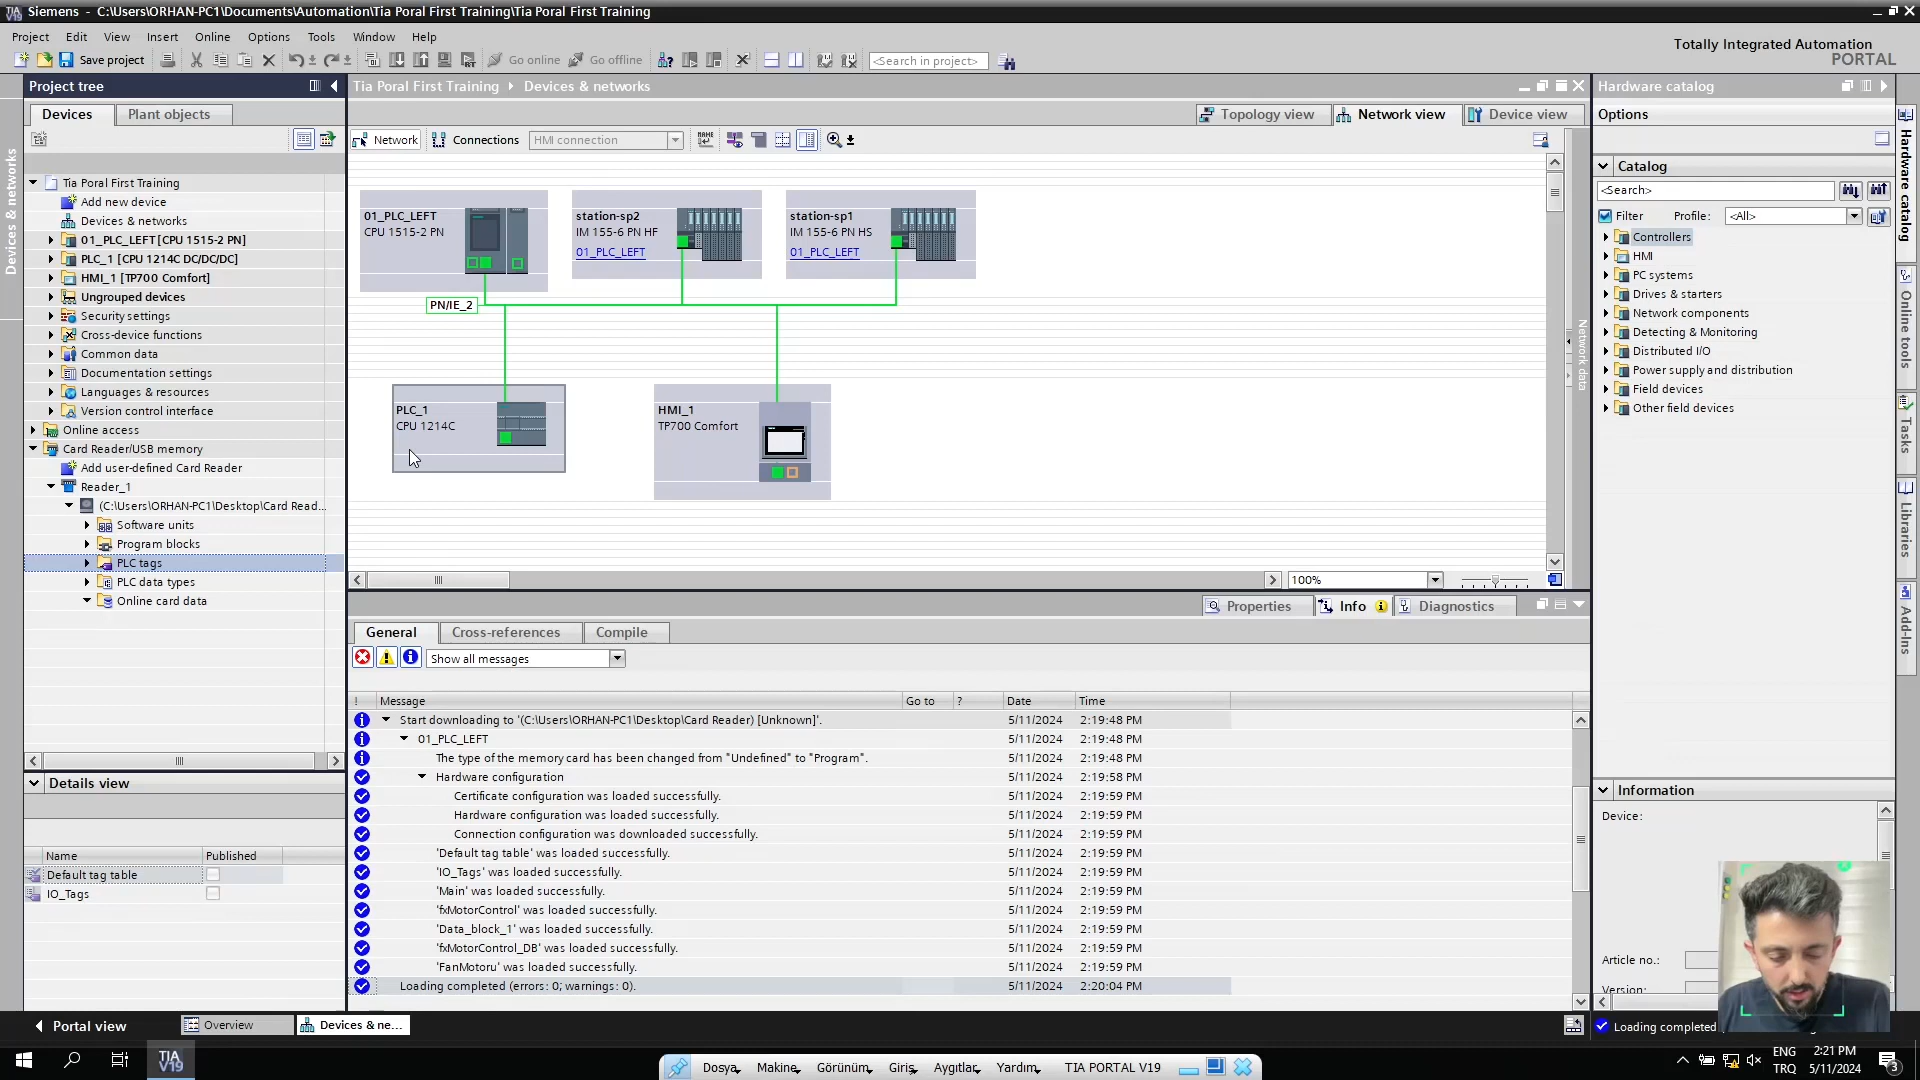 Siemens - C:\Users\ORHAN-PC1\Documents\Automation\Tia Poral First Training\Tia Poral First Training
Project Edit View Insert Online Options Tools Window Help
Totally Integrated Automation
PORTAL
Save project Go online Go offline <Search in project>
Project tree
Tia Poral First Training Devices & networks
Hardware catalog
Devices Plant objects
Topology view Network view Device view
Options
Network Connections HMI connection
Catalog
<Search>
Filter Profile: <All>
Devices & networks
Tia Poral First Training
Add new device
Devices & networks
01_PLC_LEFT [CPU 1515-2 PN]
PLC_1 [CPU 1214C DC/DC/DC]
HMI_1 [TP700 Comfort]
Ungrouped devices
Security settings
Cross-device functions
Common data
Documentation settings
Languages & resources
Version control interface
Online access
Card Reader/USB memory
Add user-defined Card Reader
Reader_1
(C:\Users\ORHAN-PC1\Desktop\Card Read...
Software units
Program blocks
PLC tags
PLC data types
Online card data
Details view
Name Published
Default tag table
IO_Tags
01_PLC_LEFT
CPU 1515-2 PN
station-sp2
IM 155-6 PN HF
01_PLC_LEFT
station-sp1
IM 155-6 PN HS
01_PLC_LEFT
PN/IE_2
PLC_1
CPU 1214C
HMI_1
TP700 Comfort
Network data
100%
Controllers
HMI
PC systems
Drives & starters
Network components
Detecting & Monitoring
Distributed I/O
Power supply and distribution
Field devices
Other field devices
Hardware catalog
Online tools
Tasks
Libraries
Add-Ins
Properties Info Diagnostics
General Cross-references Compile
Show all messages
! Message Go to ? Date Time
Start downloading to '(C:\Users\ORHAN-PC1\Desktop\Card Reader) [Unknown]'. 5/11/2024 2:19:48 PM
01_PLC_LEFT 5/11/2024 2:19:48 PM
The type of the memory card has been changed from "Undefined" to "Program". 5/11/2024 2:19:48 PM
Hardware configuration 5/11/2024 2:19:58 PM
Certificate configuration was loaded successfully. 5/11/2024 2:19:59 PM
Hardware configuration was loaded successfully. 5/11/2024 2:19:59 PM
Connection configuration was downloaded successfully. 5/11/2024 2:19:59 PM
'Default tag table' was loaded successfully. 5/11/2024 2:19:59 PM
'IO_Tags' was loaded successfully. 5/11/2024 2:19:59 PM
'Main' was loaded successfully. 5/11/2024 2:19:59 PM
'fxMotorControl' was loaded successfully. 5/11/2024 2:19:59 PM
'Data_block_1' was loaded successfully. 5/11/2024 2:19:59 PM
'fxMotorControl_DB' was loaded successfully. 5/11/2024 2:19:59 PM
'FanMotoru' was loaded successfully. 5/11/2024 2:19:59 PM
Loading completed (errors: 0; warnings: 0). 5/11/2024 2:20:04 PM
Information
Device:
Article no.:
Version:
Portal view Overview Devices & ne...
Loading completed
TIA V19
Dosya Makine Görünüm Giriş Aygıtlar Yardım TIA PORTAL V19
ENG
TRQ
2:21 PM
5/11/2024
3